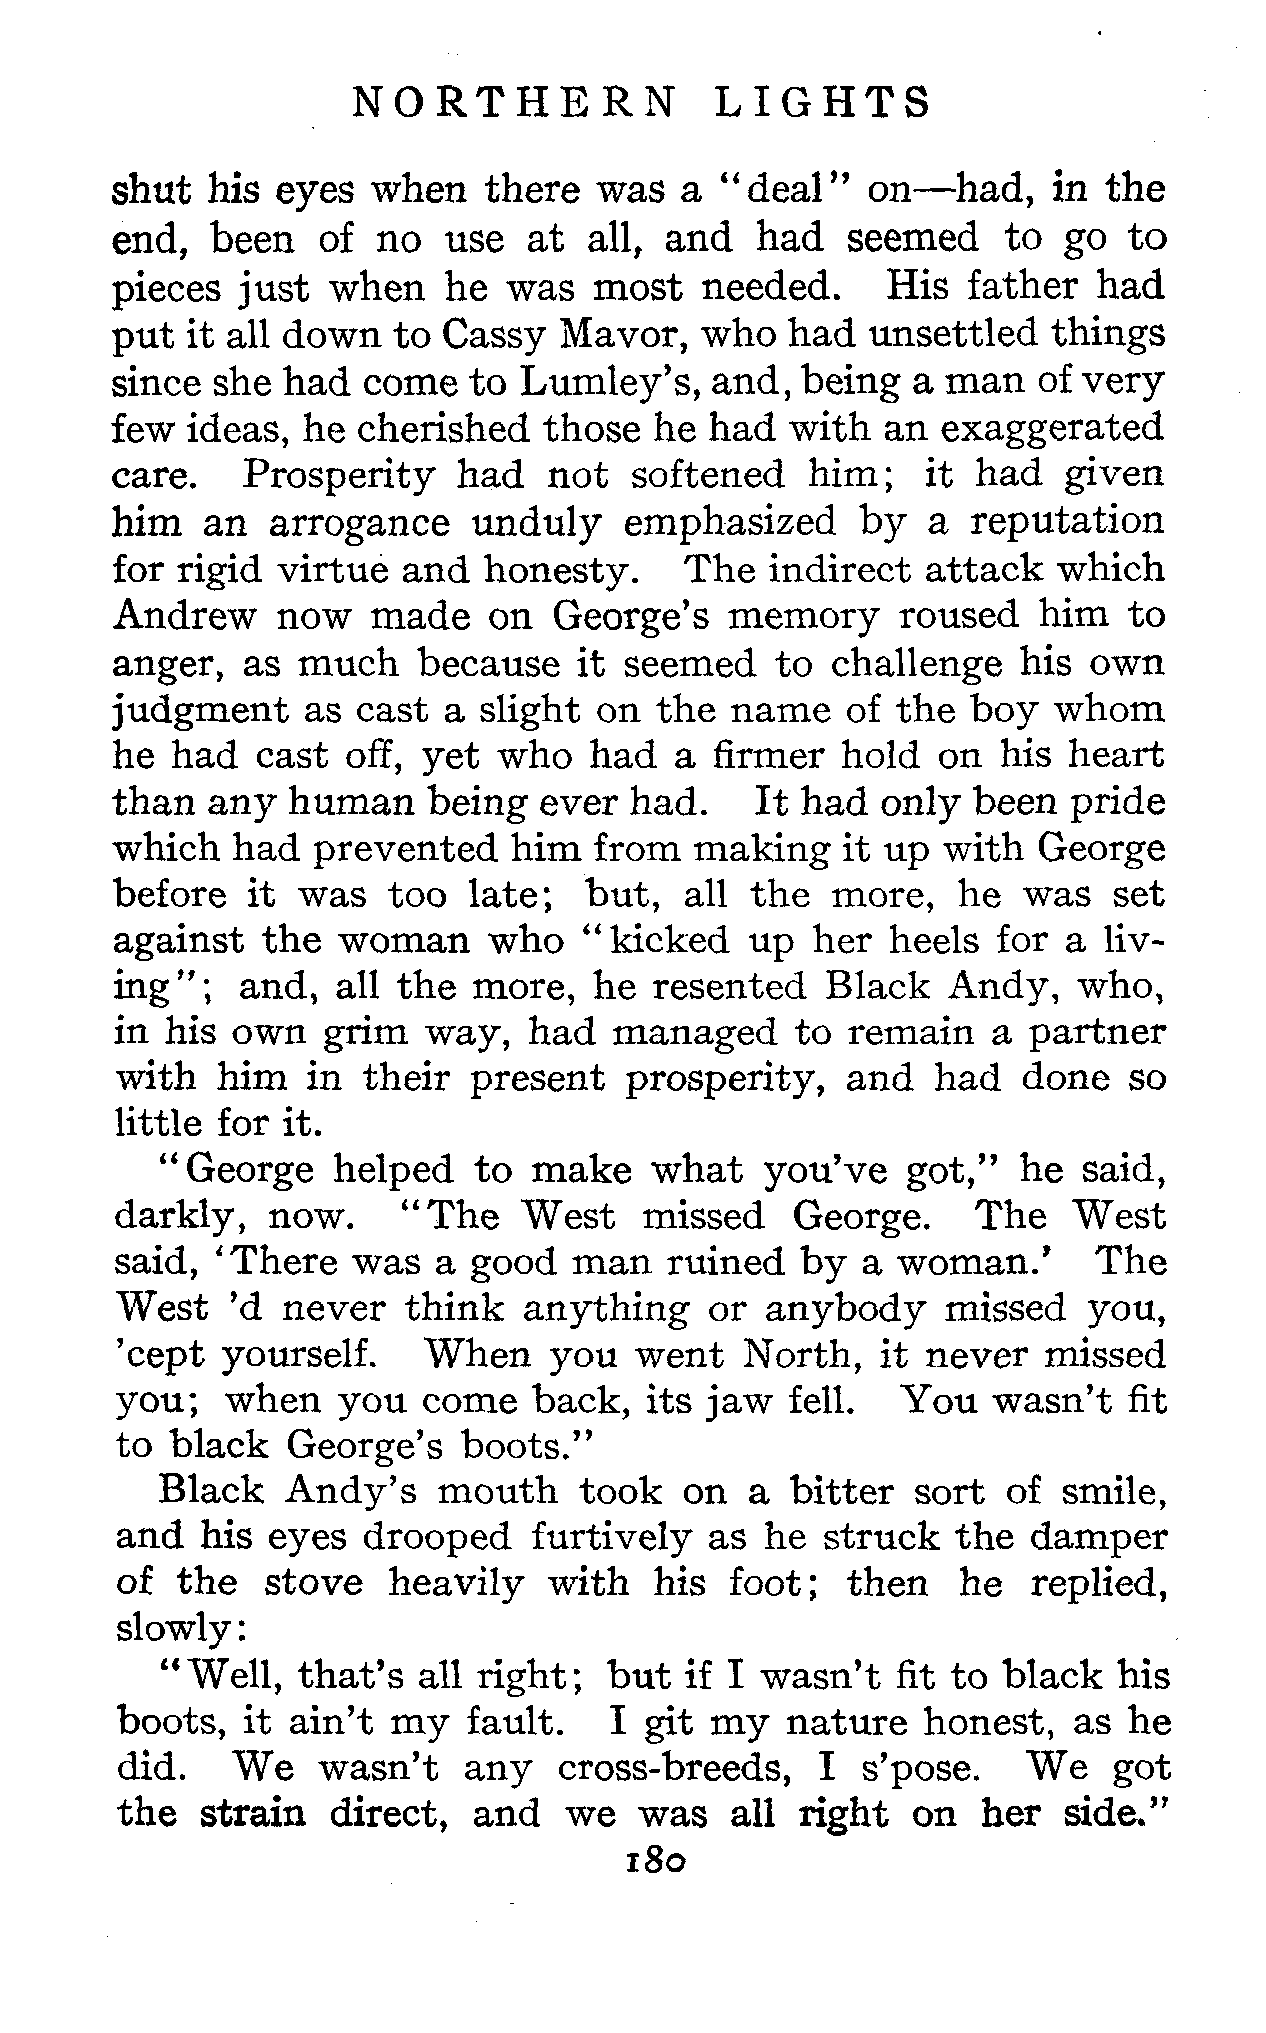 NORTHERN LIGHTS
shut his eyes when there was a "deal" on—had, in the
end, been of no use at all, and had seemed to go to
pieces just when he was most needed. His father had
put it all down to Cassy Mavor, who had unsettled things
since she had come to Lumley's, and, being a man of very
few ideas, he cherished those he had with an exaggerated
care. Prosperity had not softened him; it had given
him an arrogance unduly emphasized by a reputation
for rigid virtue and honesty. The indirect attack which
Andrew now made on George's memory roused him to
anger, as much because it seemed to challenge his own
judgment as cast a slight on the name of the boy whom
he had cast off, yet who had a firmer hold on his heart
than any human being ever had. It had only been pride
which had prevented him from making it up with George
before it was too late; but, all the more, he was set
against the woman who "kicked up her heels for a liv-
ing"; and, all the more, he resented Black Andy, who,
in his own grim way, had managed to remain a partner
with him in their present prosperity, and had done so
little for it.
"George helped to make what you've got," he said,
darkly, now. "The West missed George. The West
said, 'There was a good man ruined by a woman.' The
West 'd never think anything or anybody missed you,
'cept yourself. When you went North, it never missed
you; when you come back, its jaw fell. You wasn't fit
to black George's boots."
Black Andy's mouth took on a bitter sort of smile,
and his eyes drooped furtively as he struck the damper
of the stove heavily with his foot; then he replied,
slowly:
"Well, that's all right; but if I wasn't fit to black his
boots, it ain't my fault. I git my nature honest, as he
did. We wasn't any cross-breeds, I s'pose. We got
the strain direct, and we was all right on her side."
180